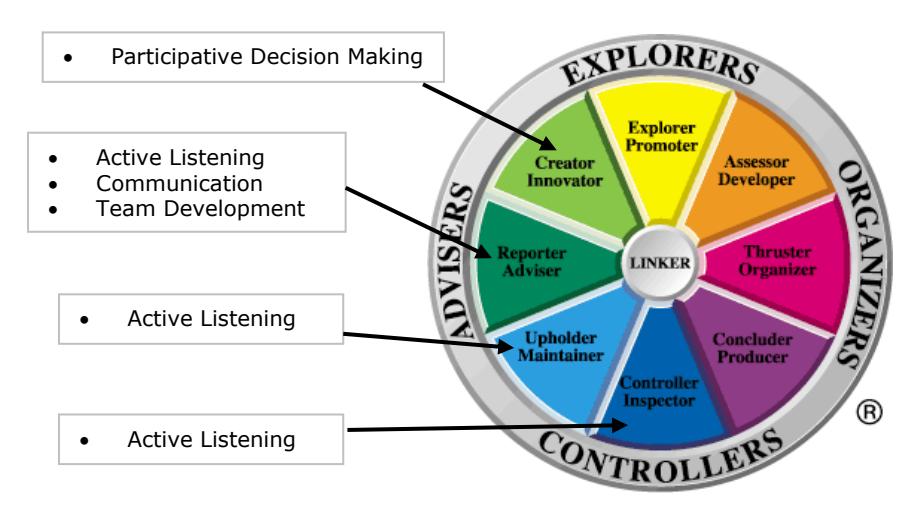 • Participative Decision Making
• Active Listening
• Communication
• Team Development
• Active Listening
• Active Listening
EXPLORERS
ORGANIZERS
CONTROLLERS
ADVISERS
Explorer
Promoter
Assessor
Developer
Thruster
Organizer
Concluder
Producer
Controller
Inspector
Upholder
Maintainer
Reporter
Adviser
Creator
Innovator
LINKER
®